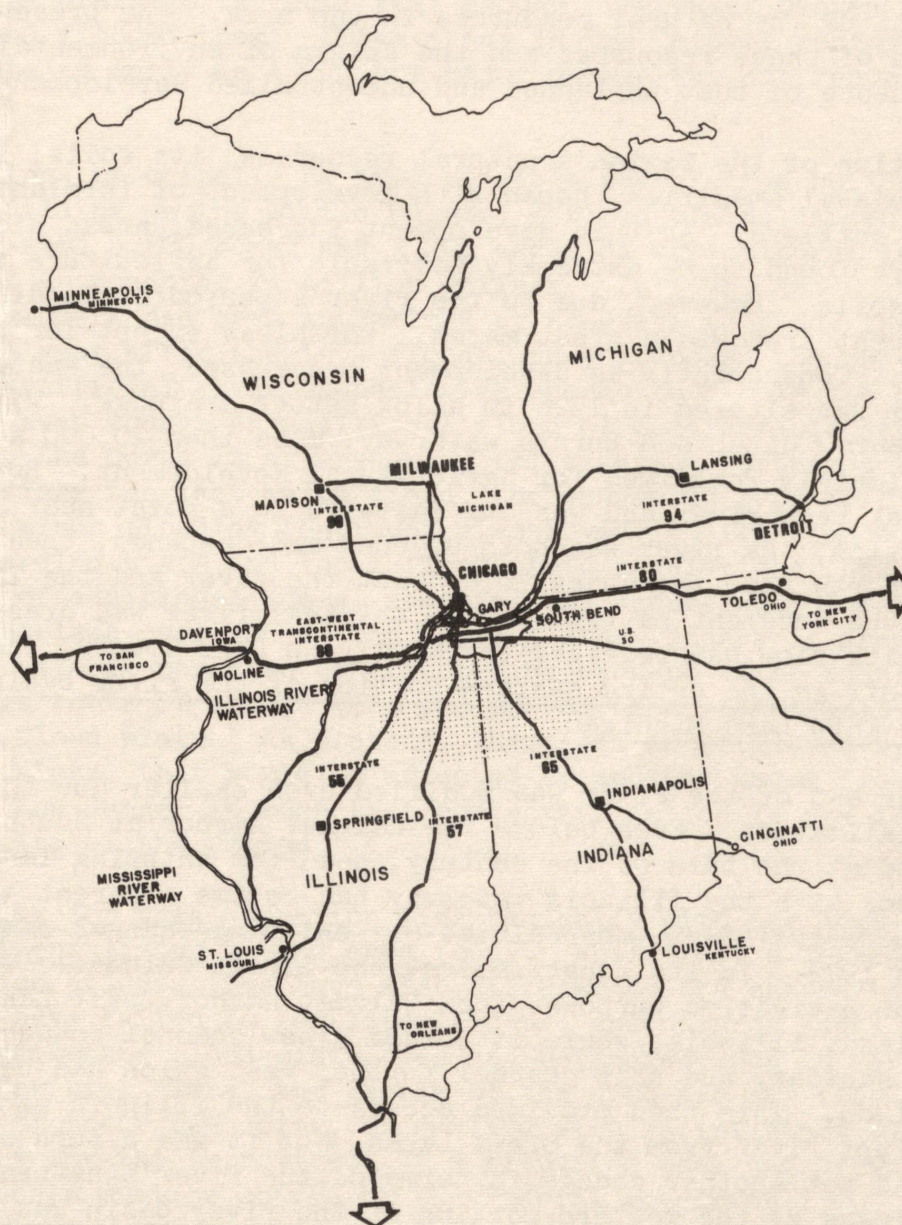 MINNEAPOLIS
MINNESOTA
WISCONSIN
MICHIGAN
MILWAUKEE
LANSING
MADISON
INTERSTATE
90
LAKE
MICHIGAN
INTERSTATE
94
DETROIT
CHICAGO
INTERSTATE
80
GARY
SOUTH BEND
TOLEDO
OHIO
TO NEW
YORK CITY
DAVENPORT
IOWA
EAST-WEST
TRANSCONTINENTAL
INTERSTATE
80
U.S.
30
TO SAN
FRANCISCO
MOLINE
ILLINOIS RIVER
WATERWAY
INTERSTATE
55
INTERSTATE
65
INDIANAPOLIS
SPRINGFIELD
INTERSTATE
57
CINCINATTI
OHIO
INDIANA
ILLINOIS
MISSISSIPPI
RIVER
WATERWAY
ST. LOUIS
MISSOURI
LOUISVILLE
KENTUCKY
TO NEW
ORLEANS